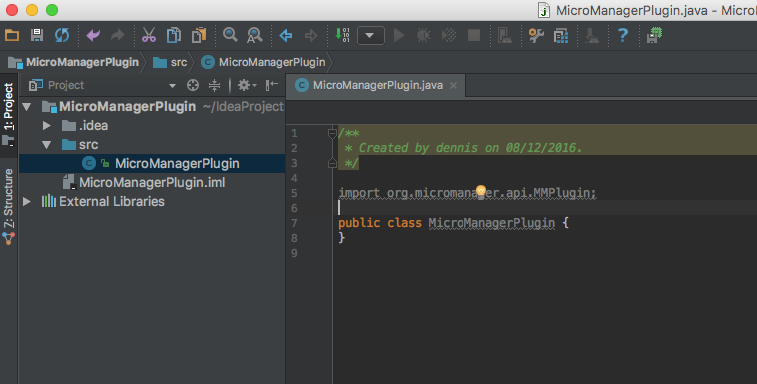 MicroManagerPlugin.java - MicroM
MicroManagerPlugin src MicroManagerPlugin
1: Project
Z: Structure
Project
MicroManagerPlugin ~/IdeaProject
.idea
src
MicroManagerPlugin
MicroManagerPlugin.iml
External Libraries
MicroManagerPlugin.java
1 /**
2 * Created by dennis on 08/12/2016.
3 */
4
5 import org.micromanager.api.MMPlugin;
6
7 public class MicroManagerPlugin {
8 }
9